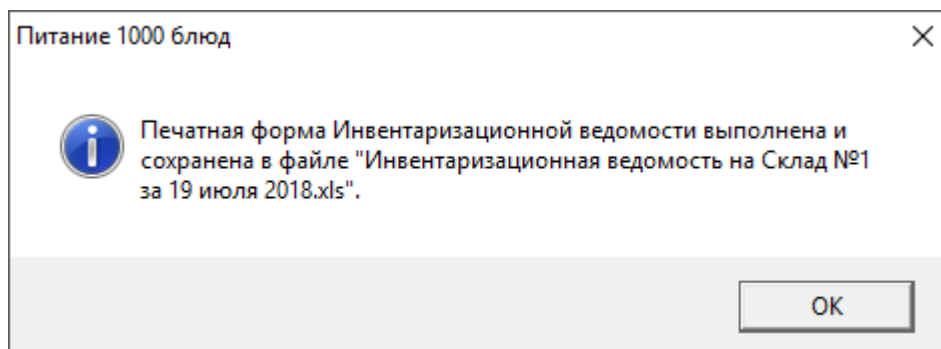 Питание 1000 блюд
Печатная форма Инвентаризационной ведомости выполнена и
сохранена в файле "Инвентаризационная ведомость на Склад №1
за 19 июля 2018.xls".
OK